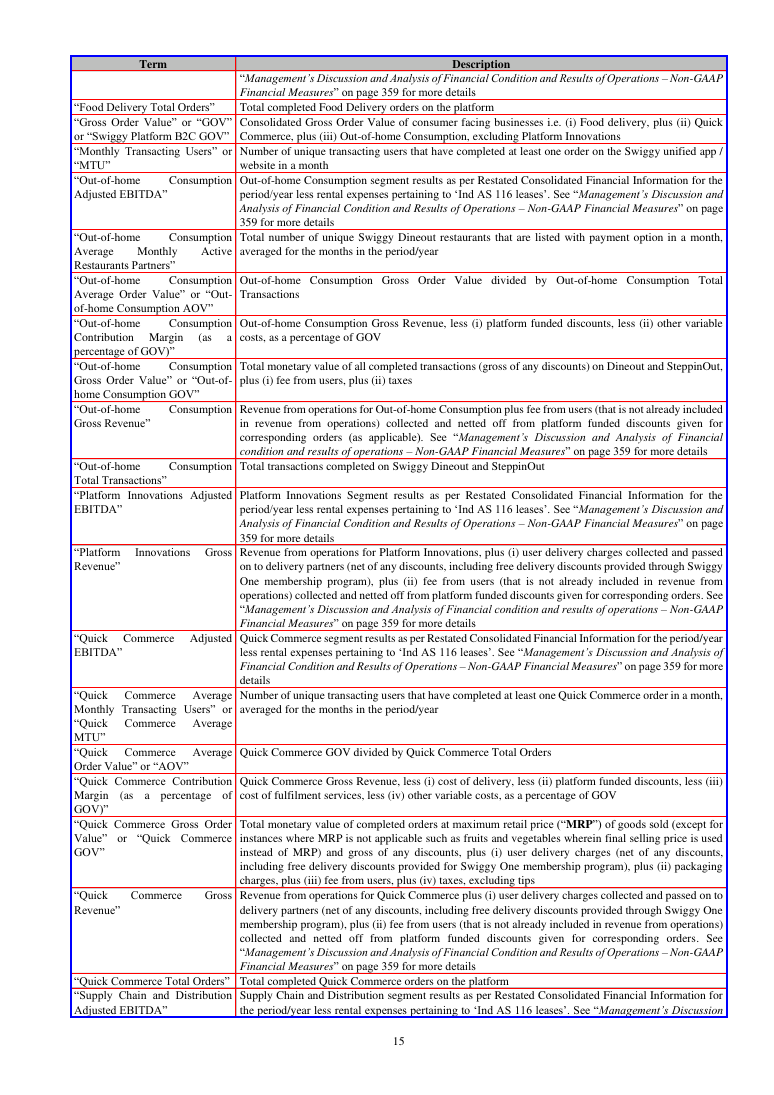 Term Description
“Management’s Discussion and Analysis of Financial Condition and Results of Operations – Non-GAAP
Financial Measures” on page 359 for more details
“Food Delivery Total Orders” Total completed Food Delivery orders on the platform
“Gross Order Value” or “GOV”
or “Swiggy Platform B2C GOV”
Consolidated Gross Order Value of consumer facing businesses i.e. (i) Food delivery, plus (ii) Quick
Commerce, plus (iii) Out-of-home Consumption, excluding Platform Innovations
“Monthly Transacting Users” or
“MTU”
Number of unique transacting users that have completed at least one order on the Swiggy unified app /
website in a month
“Out-of-home Consumption
Adjusted EBITDA”
Out-of-home Consumption segment results as per Restated Consolidated Financial Information for the
period/year less rental expenses pertaining to ‘Ind AS 116 leases’. See “Management’s Discussion and
Analysis of Financial Condition and Results of Operations – Non-GAAP Financial Measures” on page
359 for more details
“Out-of-home Consumption
Average Monthly Active
Restaurants Partners”
Total number of unique Swiggy Dineout restaurants that are listed with payment option in a month,
averaged for the months in the period/year
“Out-of-home Consumption
Average Order Value” or “Out-
of-home Consumption AOV”
Out-of-home Consumption Gross Order Value divided by Out-of-home Consumption Total
Transactions
“Out-of-home Consumption
Contribution Margin (as a
percentage of GOV)”
Out-of-home Consumption Gross Revenue, less (i) platform funded discounts, less (ii) other variable
costs, as a percentage of GOV
“Out-of-home Consumption
Gross Order Value” or “Out-of-
home Consumption GOV”
Total monetary value of all completed transactions (gross of any discounts) on Dineout and SteppinOut,
plus (i) fee from users, plus (ii) taxes
“Out-of-home Consumption
Gross Revenue”
Revenue from operations for Out-of-home Consumption plus fee from users (that is not already included
in revenue from operations) collected and netted off from platform funded discounts given for
corresponding orders (as applicable). See “Management’s Discussion and Analysis of Financial
condition and results of operations – Non-GAAP Financial Measures” on page 359 for more details
“Out-of-home Consumption
Total Transactions”
Total transactions completed on Swiggy Dineout and SteppinOut
“Platform Innovations Adjusted
EBITDA”
Platform Innovations Segment results as per Restated Consolidated Financial Information for the
period/year less rental expenses pertaining to ‘Ind AS 116 leases’. See “Management’s Discussion and
Analysis of Financial Condition and Results of Operations – Non-GAAP Financial Measures” on page
359 for more details
“Platform Innovations Gross
Revenue”
Revenue from operations for Platform Innovations, plus (i) user delivery charges collected and passed
on to delivery partners (net of any discounts, including free delivery discounts provided through Swiggy
One membership program), plus (ii) fee from users (that is not already included in revenue from
operations) collected and netted off from platform funded discounts given for corresponding orders. See
“Management’s Discussion and Analysis of Financial condition and results of operations – Non-GAAP
Financial Measures” on page 359 for more details
“Quick Commerce Adjusted
EBITDA”
Quick Commerce segment results as per Restated Consolidated Financial Information for the period/year
less rental expenses pertaining to ‘Ind AS 116 leases’. See “Management’s Discussion and Analysis of
Financial Condition and Results of Operations – Non-GAAP Financial Measures” on page 359 for more
details
“Quick Commerce Average
Monthly Transacting Users” or
“Quick Commerce Average
MTU”
Number of unique transacting users that have completed at least one Quick Commerce order in a month,
averaged for the months in the period/year
“Quick Commerce Average
Order Value” or “AOV”
Quick Commerce GOV divided by Quick Commerce Total Orders
“Quick Commerce Contribution
Margin (as a percentage of
GOV)”
Quick Commerce Gross Revenue, less (i) cost of delivery, less (ii) platform funded discounts, less (iii)
cost of fulfilment services, less (iv) other variable costs, as a percentage of GOV
“Quick Commerce Gross Order
Value” or “Quick Commerce
GOV”
Total monetary value of completed orders at maximum retail price (“MRP”) of goods sold (except for
instances where MRP is not applicable such as fruits and vegetables wherein final selling price is used
instead of MRP) and gross of any discounts, plus (i) user delivery charges (net of any discounts,
including free delivery discounts provided for Swiggy One membership program), plus (ii) packaging
charges, plus (iii) fee from users, plus (iv) taxes, excluding tips
“Quick Commerce Gross
Revenue”
Revenue from operations for Quick Commerce plus (i) user delivery charges collected and passed on to
delivery partners (net of any discounts, including free delivery discounts provided through Swiggy One
membership program), plus (ii) fee from users (that is not already included in revenue from operations)
collected and netted off from platform funded discounts given for corresponding orders. See
“Management’s Discussion and Analysis of Financial Condition and Results of Operations – Non-GAAP
Financial Measures” on page 359 for more details
“Quick Commerce Total Orders” Total completed Quick Commerce orders on the platform
“Supply Chain and Distribution
Adjusted EBITDA”
Supply Chain and Distribution segment results as per Restated Consolidated Financial Information for
the period/year less rental expenses pertaining to ‘Ind AS 116 leases’. See “Management’s Discussion
15